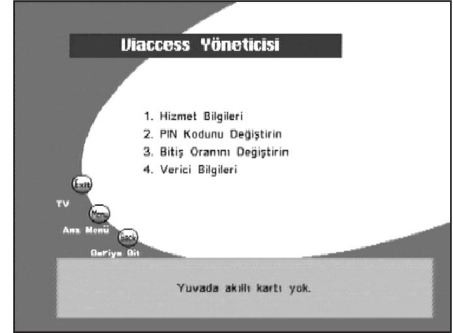 Viaccess Yöneticisi
1. Hizmet Bilgileri
2. PIN Kodunu Değiştirin
3. Bitiş Oranını Değiştirin
4. Verici Bilgileri
Exit
TV
Menu
Ana Menü
Back
Geriye Git
Yuvada akıllı kartı yok.